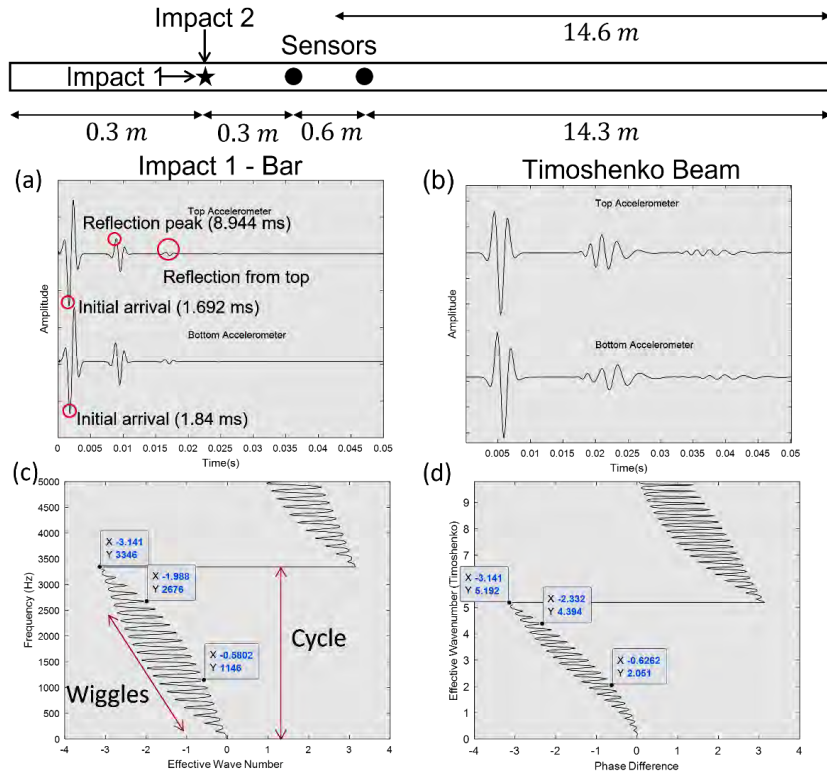 Impact 2
14.6 m
Sensors
Impact 1
0.3 m
0.3 m
0.6 m
14.3 m
Impact 1 - Bar
Timoshenko Beam
(a)
Top Accelerometer
Reflection peak (8.944 ms)
Reflection from top
Initial arrival (1.692 ms)
Bottom Accelerometer
Initial arrival (1.84 ms)
Amplitude
0 0.005 0.01 0.015 0.02 0.025 0.03 0.035 0.04 0.045 0.05
Time(s)
(b)
Top Accelerometer
Bottom Accelerometer
Amplitude
0.005 0.01 0.015 0.02 0.025 0.03 0.035 0.04 0.045 0.05
Time(s)
(c)
5000
4500
4000
3500
3000
2500
2000
1500
1000
500
0
Frequency (Hz)
X -3.141
Y 3346
X -1.988
Y 2676
X -0.5802
Y 1146
Cycle
Wiggles
-4 -3 -2 -1 0 1 2 3 4
Effective Wave Number
(d)
9
8
7
6
5
4
3
2
1
0
Effective Wavenumber (Timoshenko)
X -3.141
Y 5.192
X -2.332
Y 4.394
X -0.6262
Y 2.051
-4 -3 -2 -1 0 1 2 3 4
Phase Difference